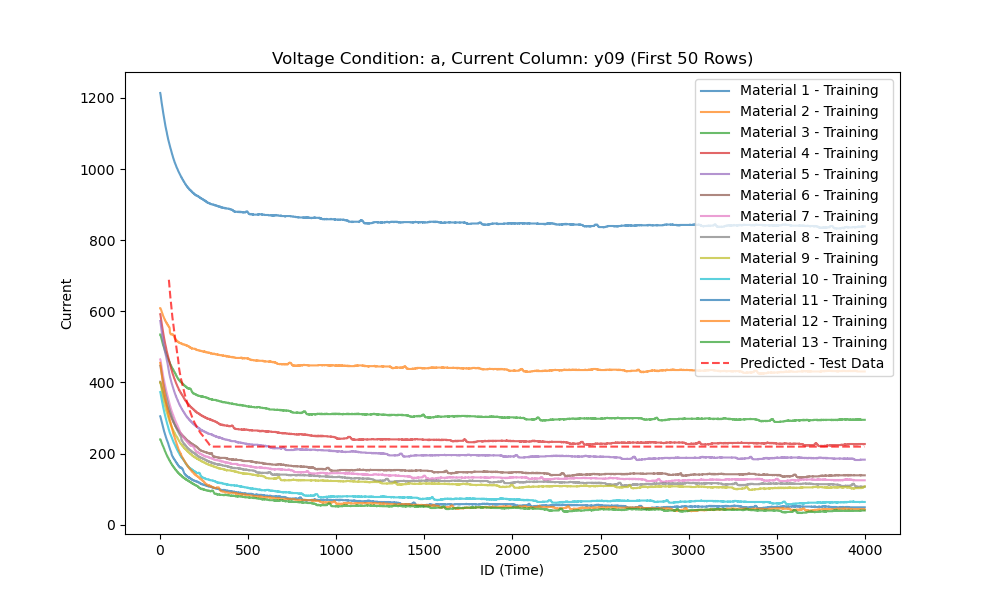 Voltage Condition: a, Current Column: y09 (First 50 Rows)
1200
1000
800
600
400
200
0
Current
Material 1 - Training
Material 2 - Training
Material 3 - Training
Material 4 - Training
Material 5 - Training
Material 6 - Training
Material 7 - Training
Material 8 - Training
Material 9 - Training
Material 10 - Training
Material 11 - Training
Material 12 - Training
Material 13 - Training
Predicted - Test Data
0 500 1000 1500 2000 2500 3000 3500 4000
ID (Time)